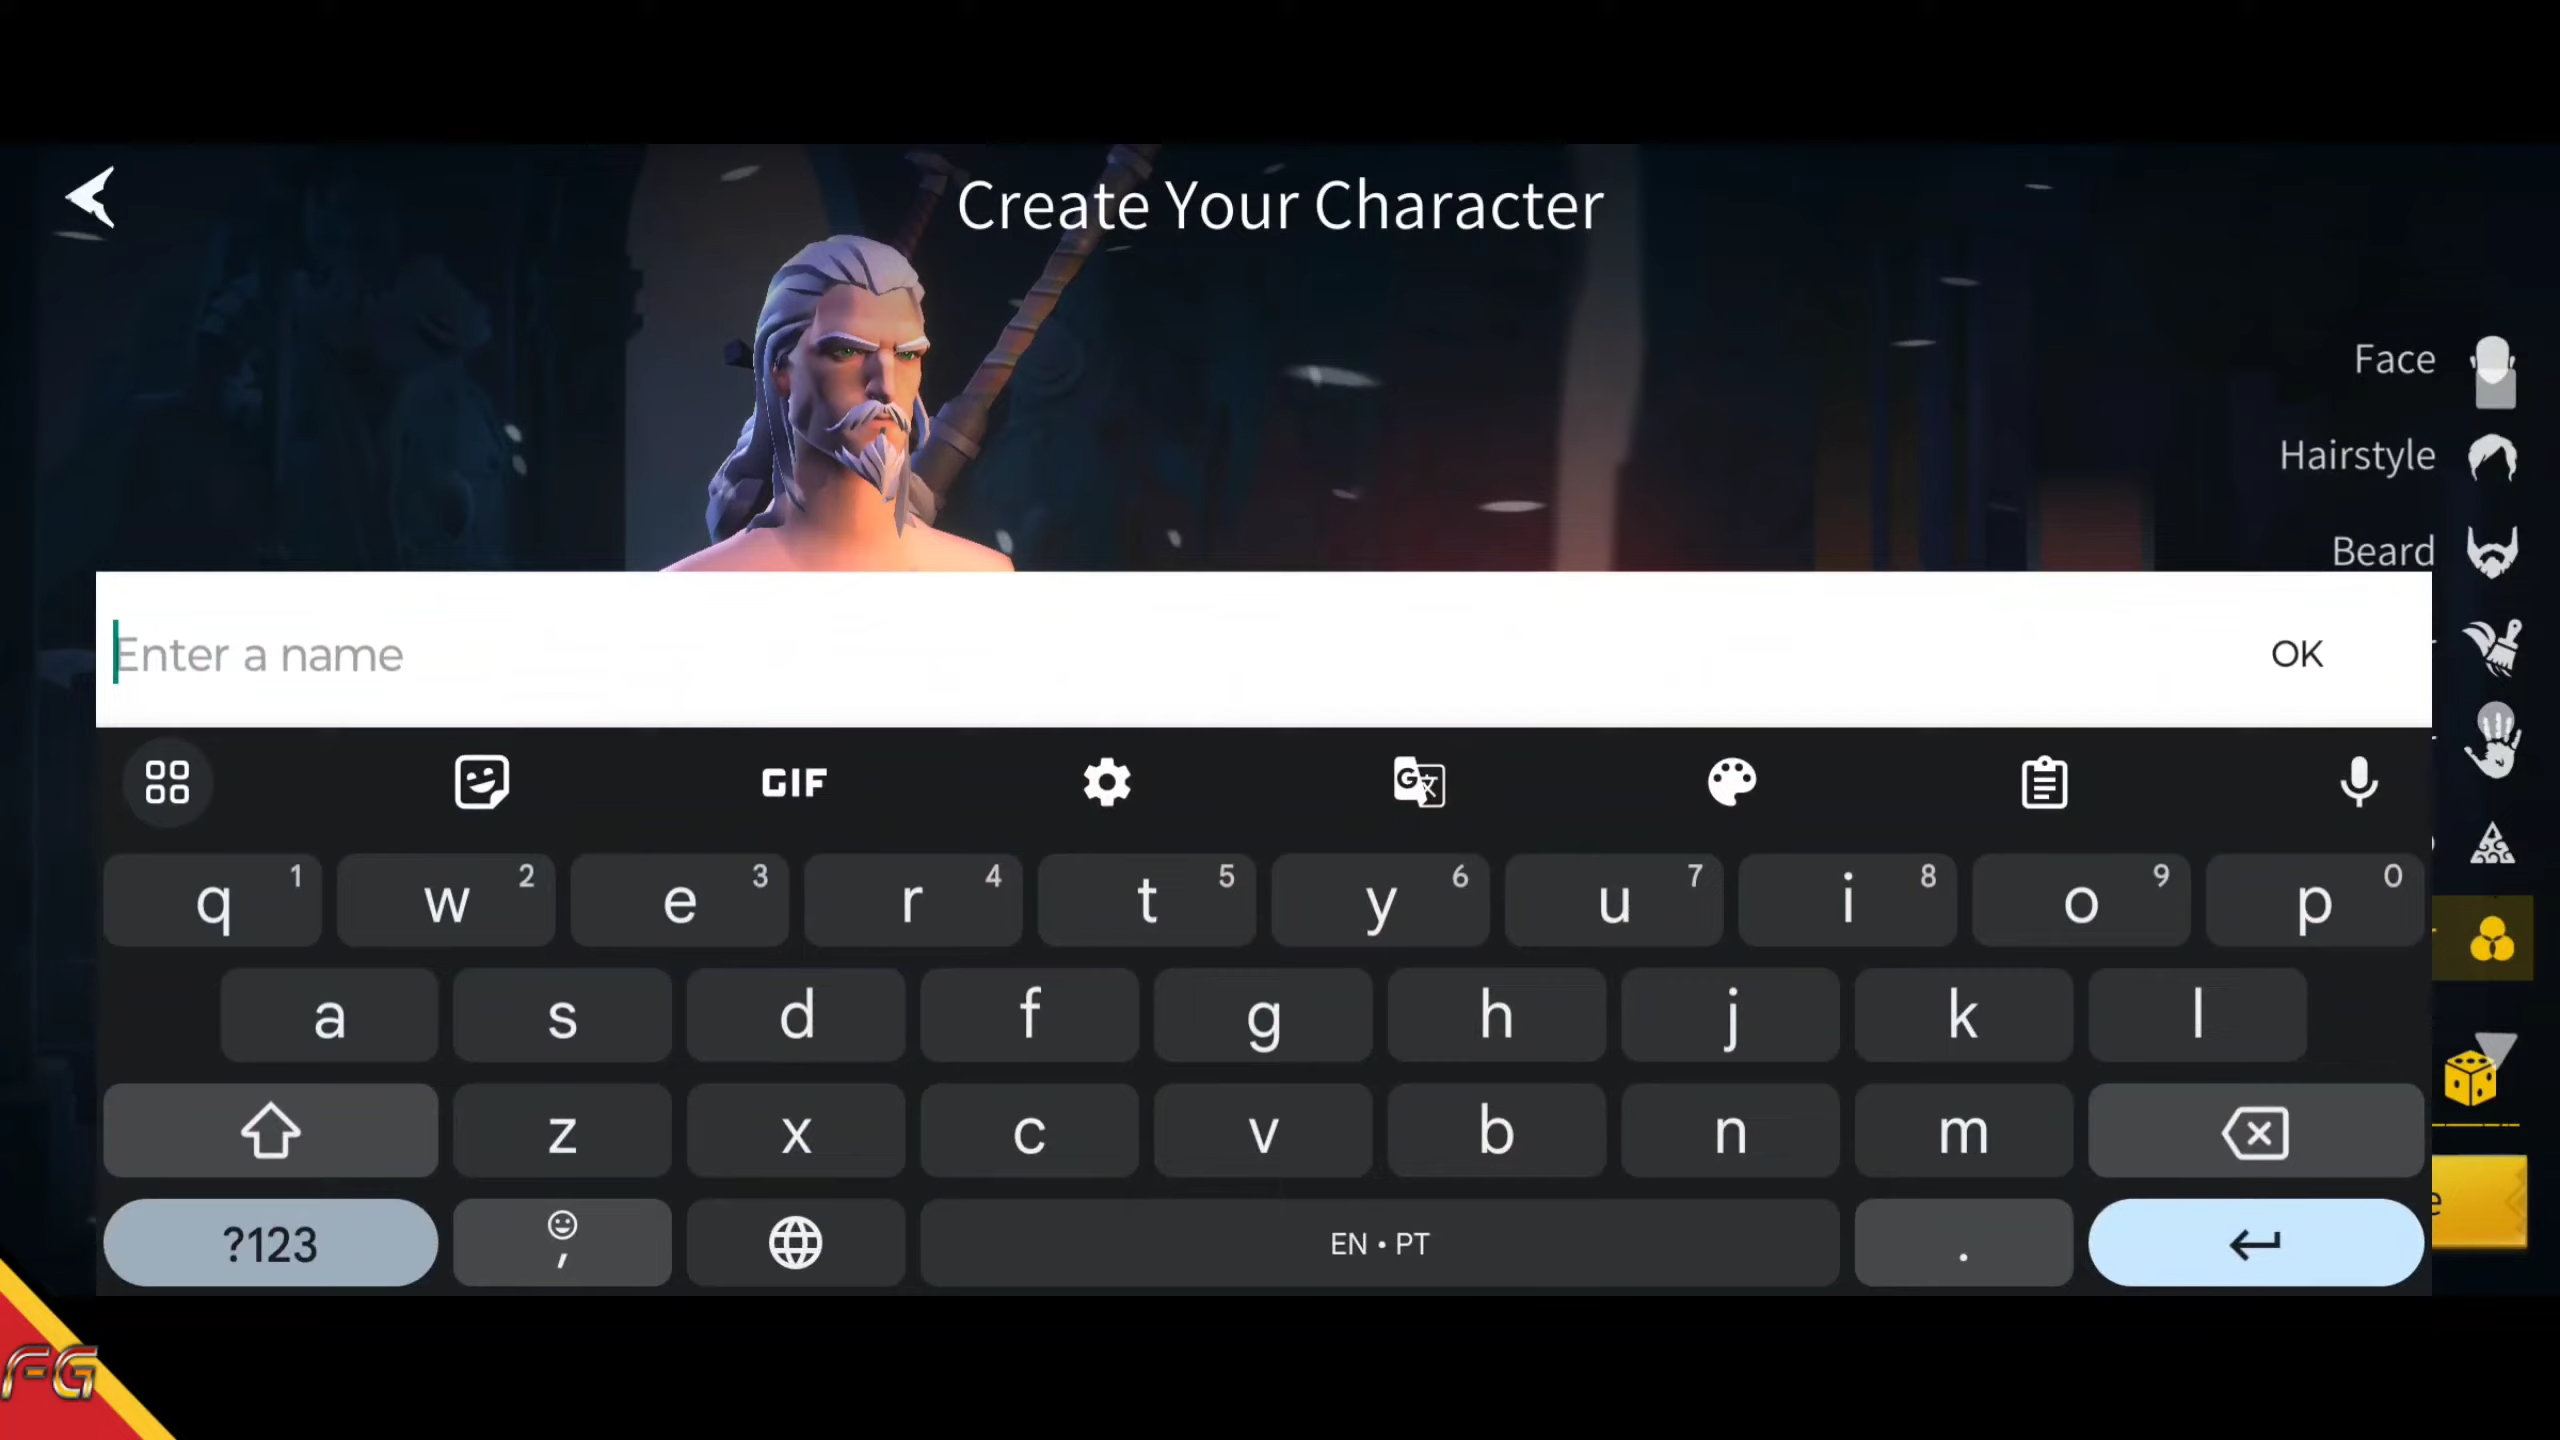 Create Your Character
Face
Hairstyle
Beard
Enter a name
OK
GIF
G
q 1 w 2 e 3 r 4 t 5 y 6 u 7 i 8 o 9 p 0
a s d f g h j k l
z x c v b n m
?123 , EN • PT .
e
FG